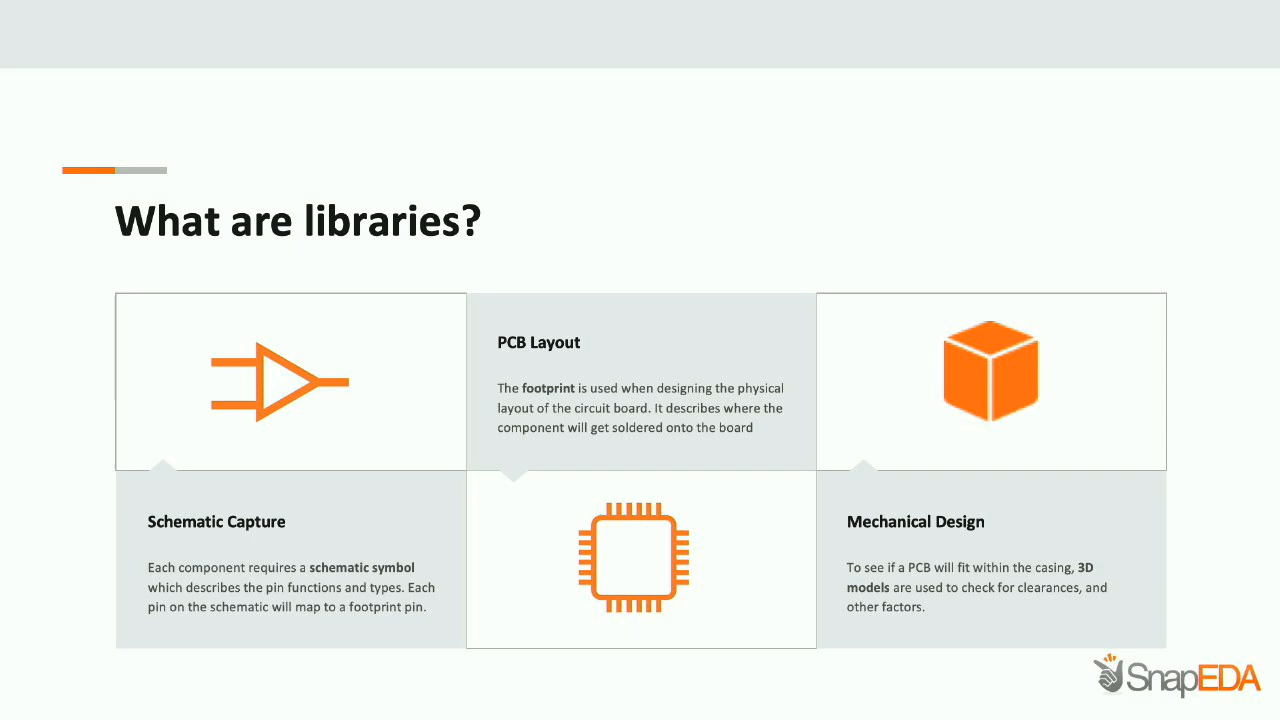 What are libraries?
PCB Layout
The footprint is used when designing the physical
layout of the circuit board. It describes where the
component will get soldered onto the board
Schematic Capture
Each component requires a schematic symbol
which describes the pin functions and types. Each
pin on the schematic will map to a footprint pin.
Mechanical Design
To see if a PCB will fit within the casing, 3D
models are used to check for clearances, and
other factors.
SnapEDA